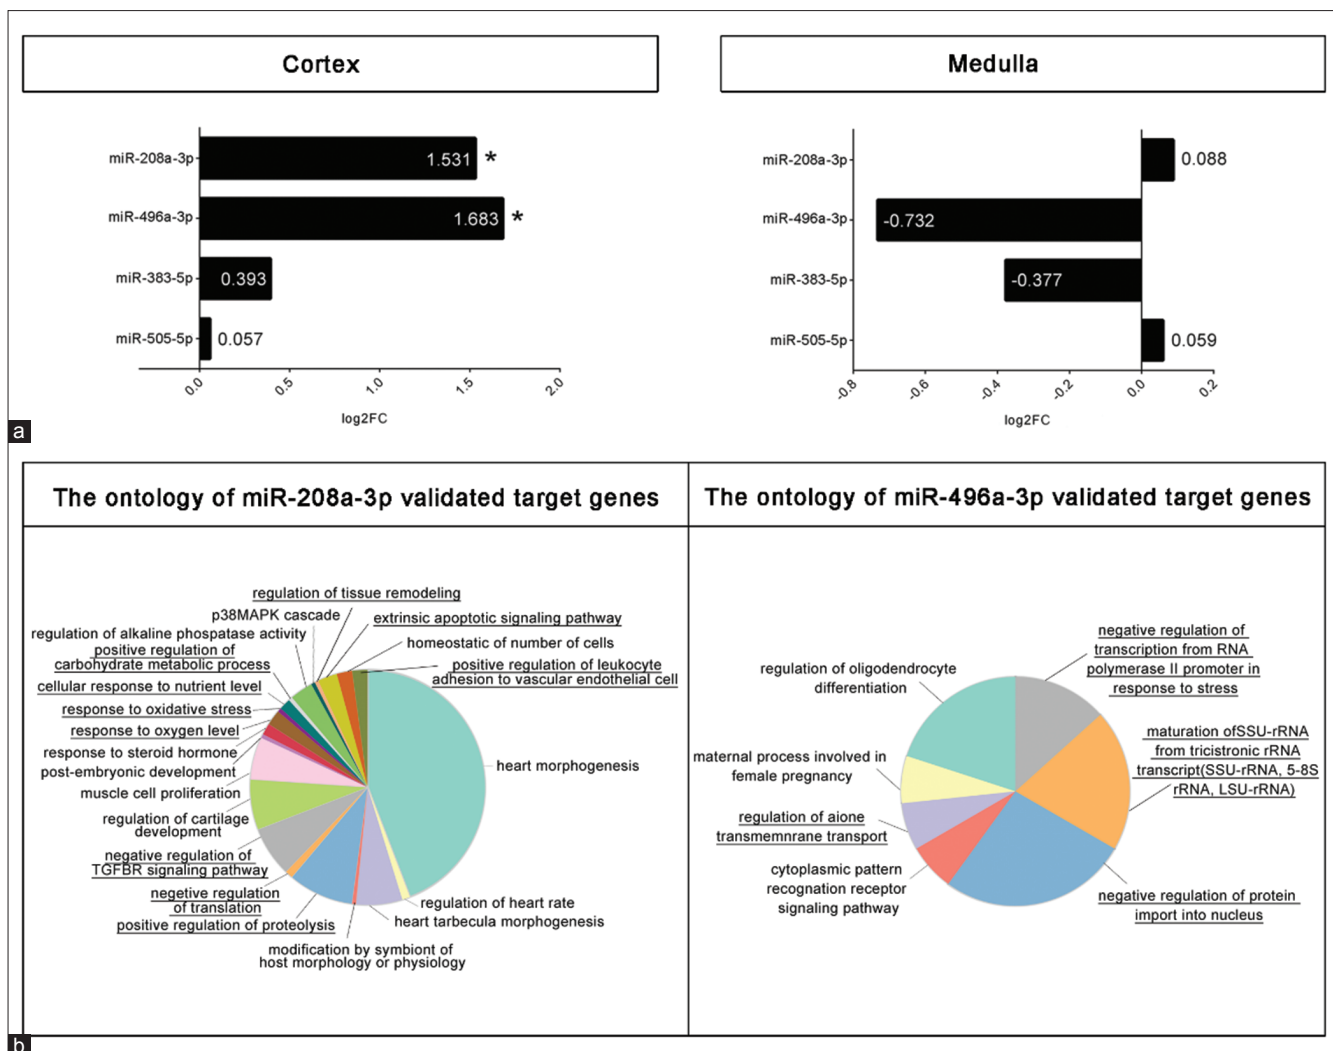 Cortex
miR-208a-3p
1.531
*
miR-496a-3p
1.683
*
miR-383-5p
0.393
miR-505-5p
0.057
0.0
0.5
1.0
1.5
2.0
log2FC
Medulla
miR-208a-3p
0.088
miR-496a-3p
-0.732
miR-383-5p
-0.377
miR-505-5p
0.059
-0.8
-0.6
-0.4
-0.2
0.0
0.2
log2FC
a
The ontology of miR-208a-3p validated target genes
regulation of tissue remodeling
p38MAPK cascade
extrinsic apoptotic signaling pathway
regulation of alkaline phospatase activity
homeostatic of number of cells
positive regulation of
carbohydrate metabolic process
positive regulation of leukocyte
adhesion to vascular endothelial cell
cellular response to nutrient level
response to oxidative stress
response to oxygen level
response to steroid hormone
post-embryonic development
muscle cell proliferation
regulation of cartilage
development
negative regulation of
TGFBR signaling pathway
negetive regulation
of translation
positive regulation of proteolysis
modification by symbiont of
host morphology or physiology
heart tarbecula morphogenesis
regulation of heart rate
heart morphogenesis
The ontology of miR-496a-3p validated target genes
negative regulation of
transcription from RNA
polymerase II promoter in
response to stress
regulation of oligodendrocyte
differentiation
maturation ofSSU-rRNA
from tricistronic rRNA
transcript(SSU-rRNA, 5-8S
rRNA, LSU-rRNA)
maternal process involved in
female pregnancy
regulation of aione
transmemnrane transport
cytoplasmic pattern
recognation receptor
signaling pathway
negative regulation of protein
import into nucleus
b